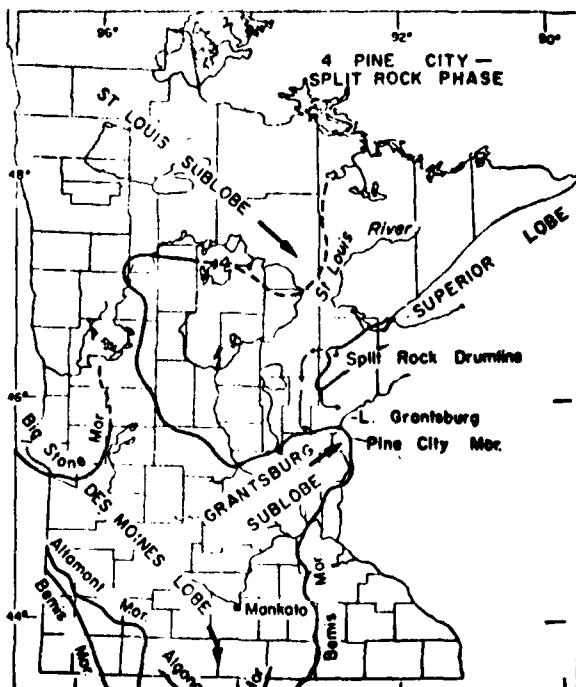 96
92
90
4 PINE CITY —
SPLIT ROCK PHASE
ST LOUIS SUBLOBE
48
River
St Louis
SUPERIOR LOBE
Split Rock Drumlins
46
L. Grantsburg
Pine City Mor.
Big Stone Mor
GRANTSBURG
SUBLOBE
DES MOINES LOBE
Altamont Mor.
Bemis Mor.
44
Mankato
Bemis Mor
Algona Mor